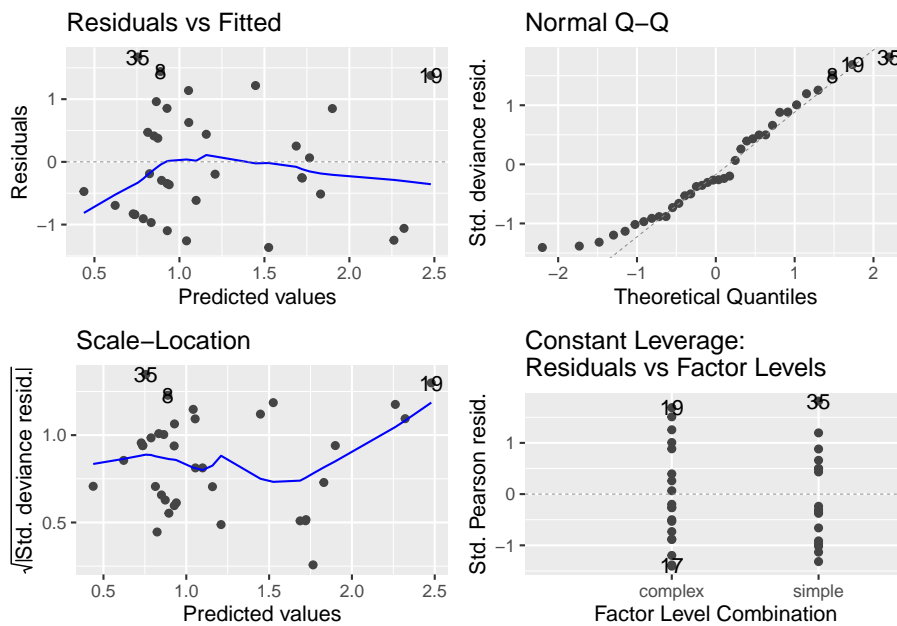 Residuals vs Fitted
Residuals
1
0
−1
35
8
19
0.5
1.0
1.5
2.0
2.5
Predicted values
Normal Q−Q
Std. deviance resid.
1
0
−1
8
19
35
−2
−1
0
1
2
Theoretical Quantiles
Scale−Location
√|Std. deviance resid.|
1.0
0.5
35
8
19
0.5
1.0
1.5
2.0
2.5
Predicted values
Constant Leverage:
Residuals vs Factor Levels
Std. Pearson resid.
1
0
−1
19
35
17
complex
simple
Factor Level Combination